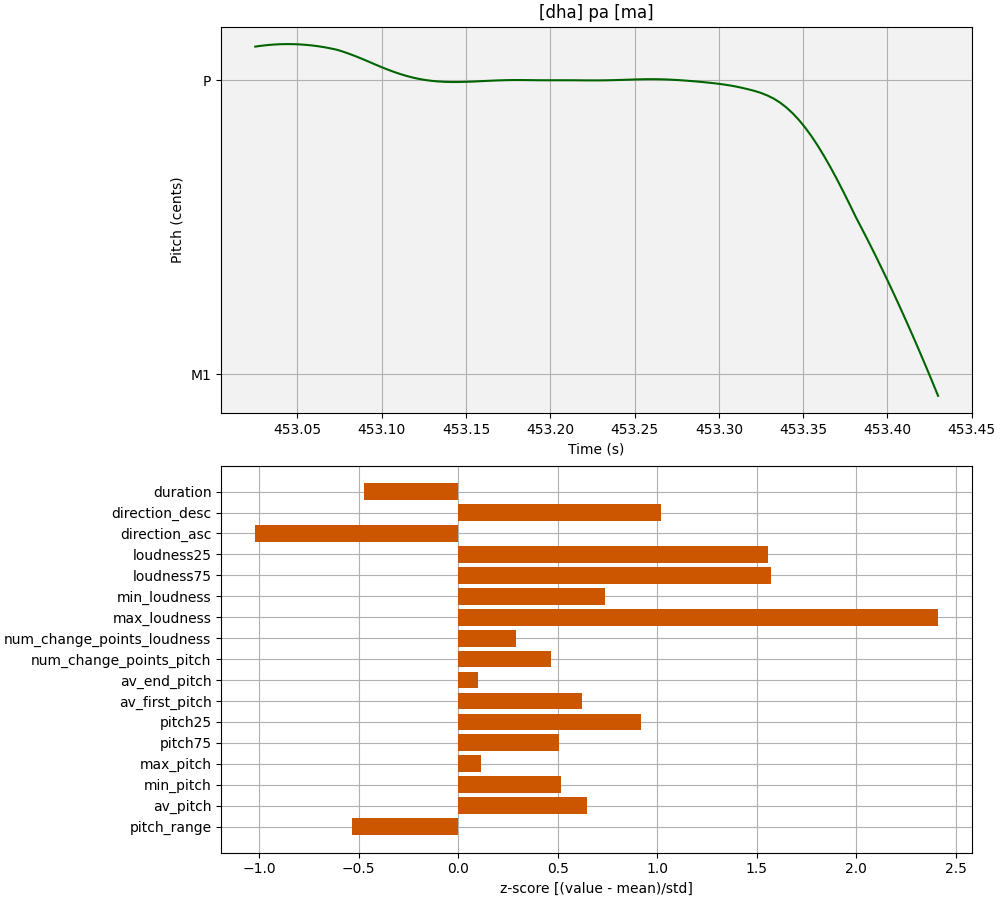 [dha] pa [ma]
P
M1
Pitch (cents)
453.05 453.10 453.15 453.20 453.25 453.30 453.35 453.40 453.45
Time (s)
duration
direction_desc
direction_asc
loudness25
loudness75
min_loudness
max_loudness
num_change_points_loudness
num_change_points_pitch
av_end_pitch
av_first_pitch
pitch25
pitch75
max_pitch
min_pitch
av_pitch
pitch_range
−1.0 −0.5 0.0 0.5 1.0 1.5 2.0 2.5
z-score [(value - mean)/std]